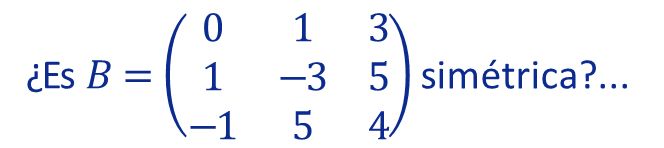 0 1 3
¿Es B = ( 1 −3 5 ) simétrica?...
−1 5 4